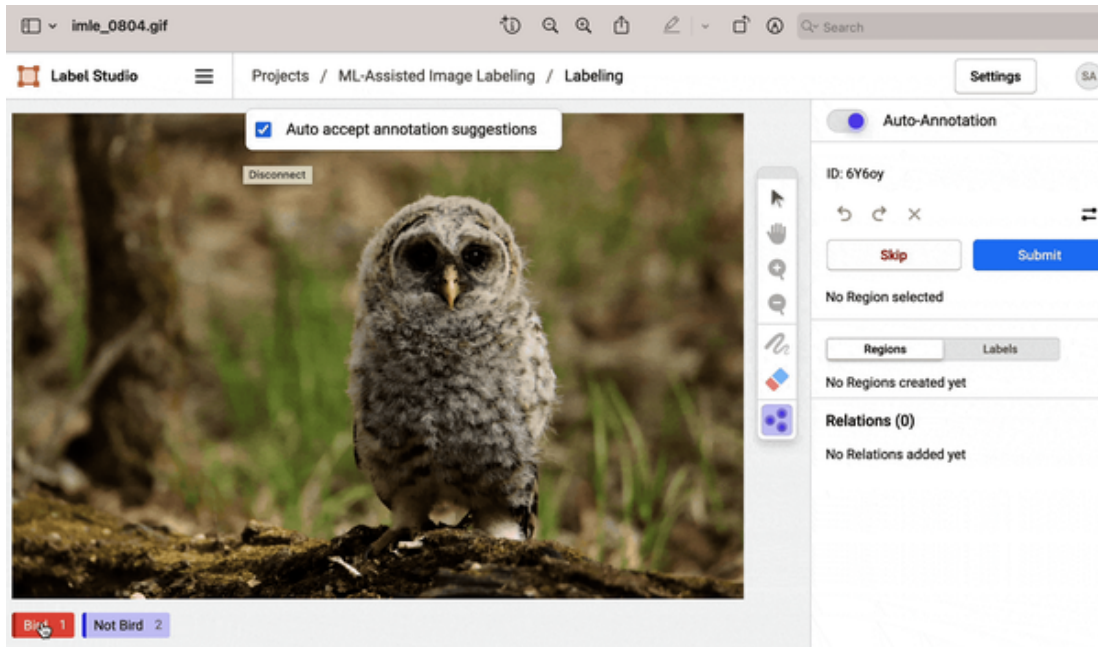 imle_0804.gif
Search
Label Studio
Projects / ML-Assisted Image Labeling / Labeling
Settings
SA
Auto accept annotation suggestions
Auto-Annotation
Disconnect
ID: 6Y6oy
Skip
Submit
No Region selected
Regions
Labels
No Regions created yet
Relations (0)
No Relations added yet
Bird 1
Not Bird 2